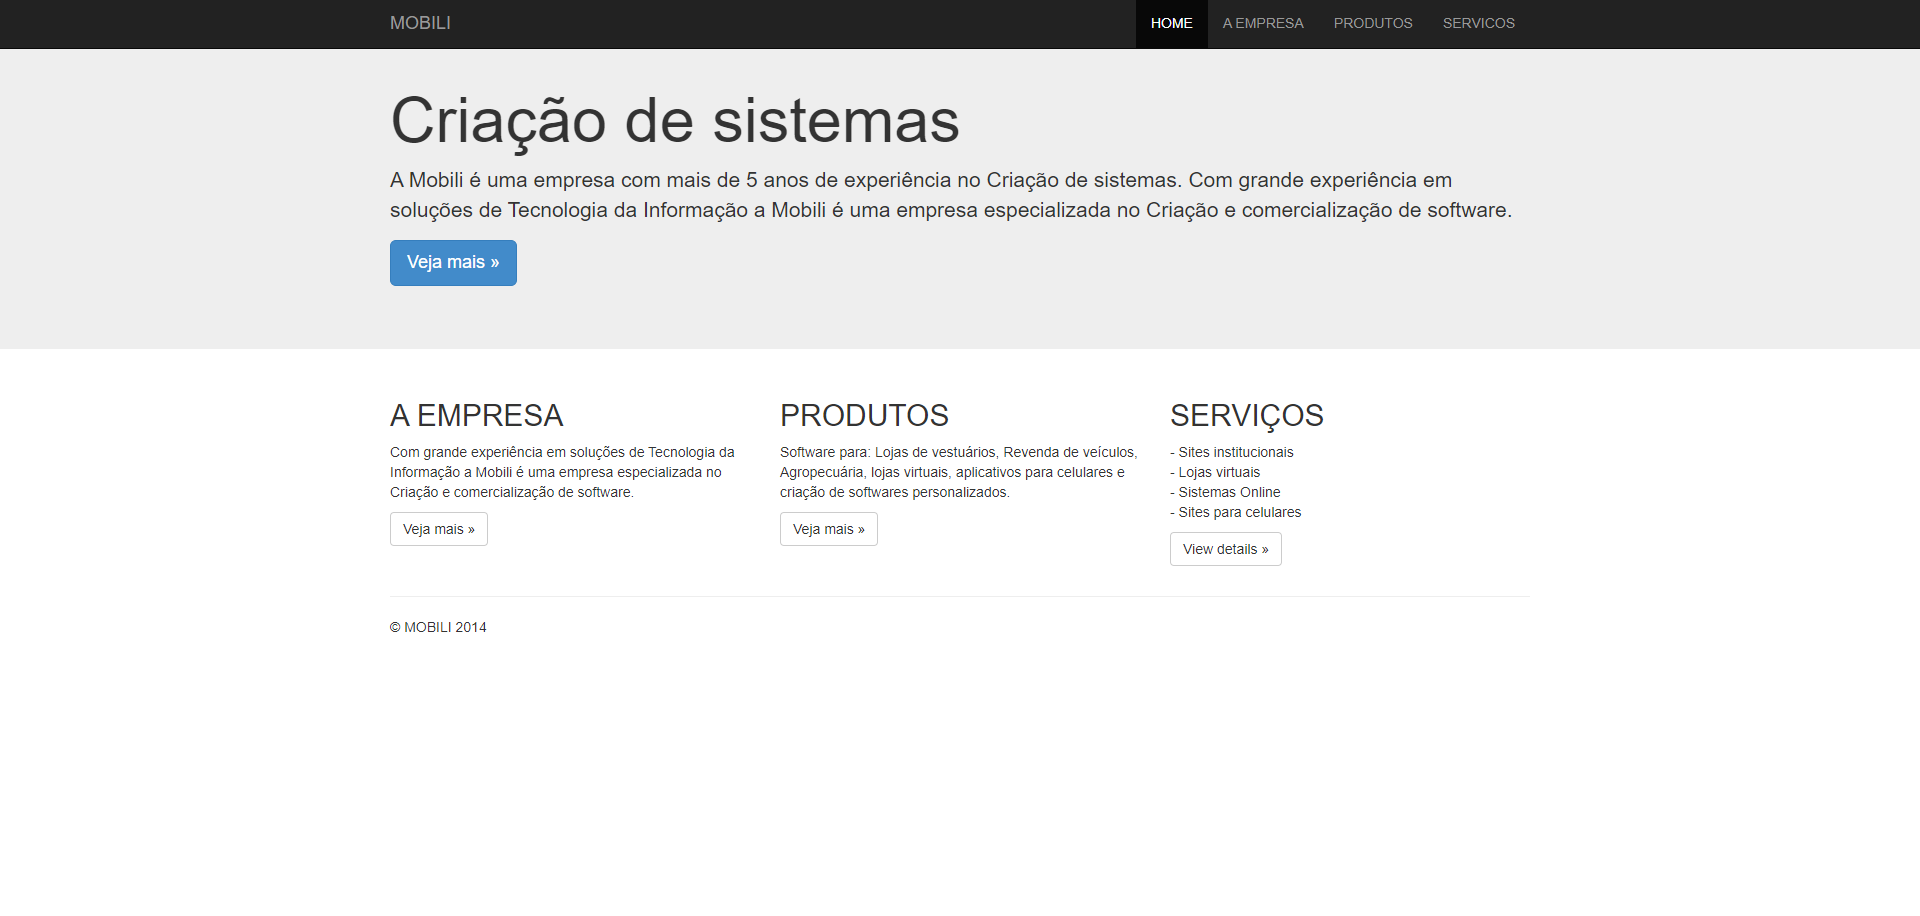 MOBILI
HOME
A EMPRESA
PRODUTOS
SERVICOS
Criação de sistemas
A Mobili é uma empresa com mais de 5 anos de experiência no Criação de sistemas. Com grande experiência em
soluções de Tecnologia da Informação a Mobili é uma empresa especializada no Criação e comercialização de software.
Veja mais »
A EMPRESA
Com grande experiência em soluções de Tecnologia da
Informação a Mobili é uma empresa especializada no
Criação e comercialização de software.
Veja mais »
PRODUTOS
Software para: Lojas de vestuários, Revenda de veículos,
Agropecuária, lojas virtuais, aplicativos para celulares e
criação de softwares personalizados.
Veja mais »
SERVIÇOS
- Sites institucionais
- Lojas virtuais
- Sistemas Online
- Sites para celulares
View details »
© MOBILI 2014